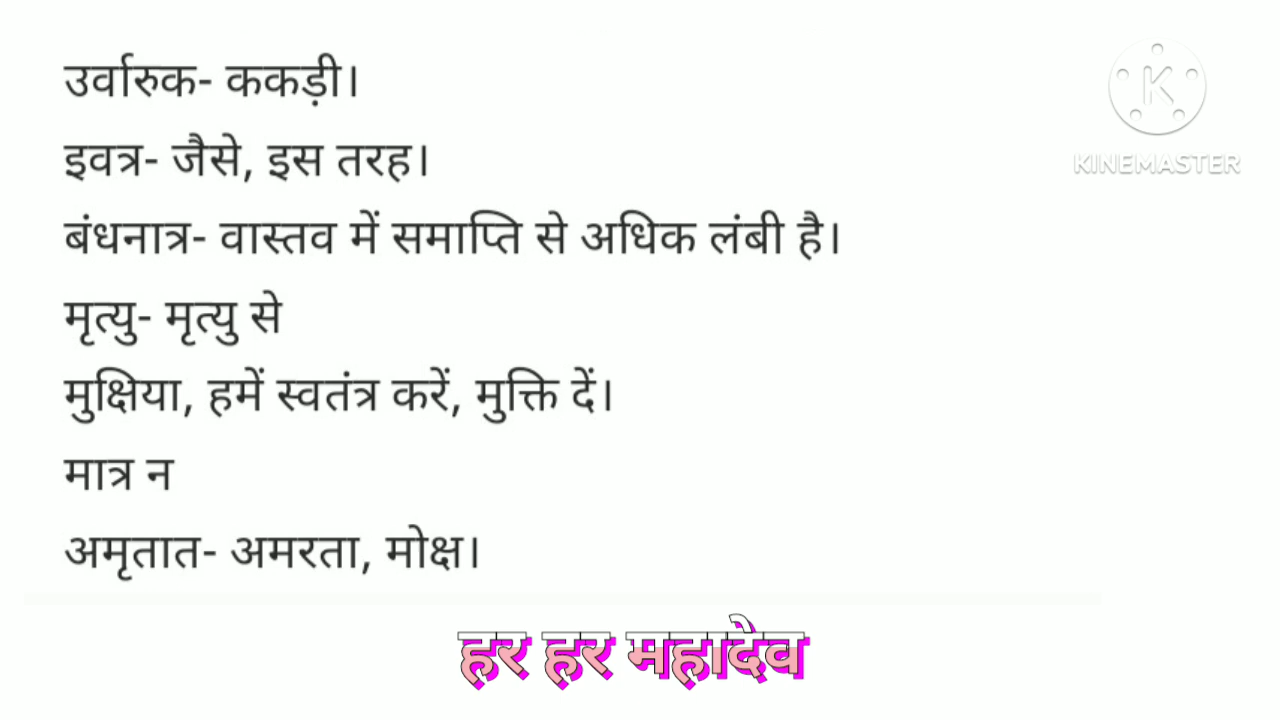 उर्वारुक- ककड़ी।
KINEMASTER
इवत्र- जैसे, इस तरह।
बंधनात्र- वास्तव में समाप्ति से अधिक लंबी है।
मृत्यु- मृत्यु से
मुक्षिया, हमें स्वतंत्र करें, मुक्ति दें।
मात्र न
अमृतात- अमरता, मोक्ष।
हर हर महादेव